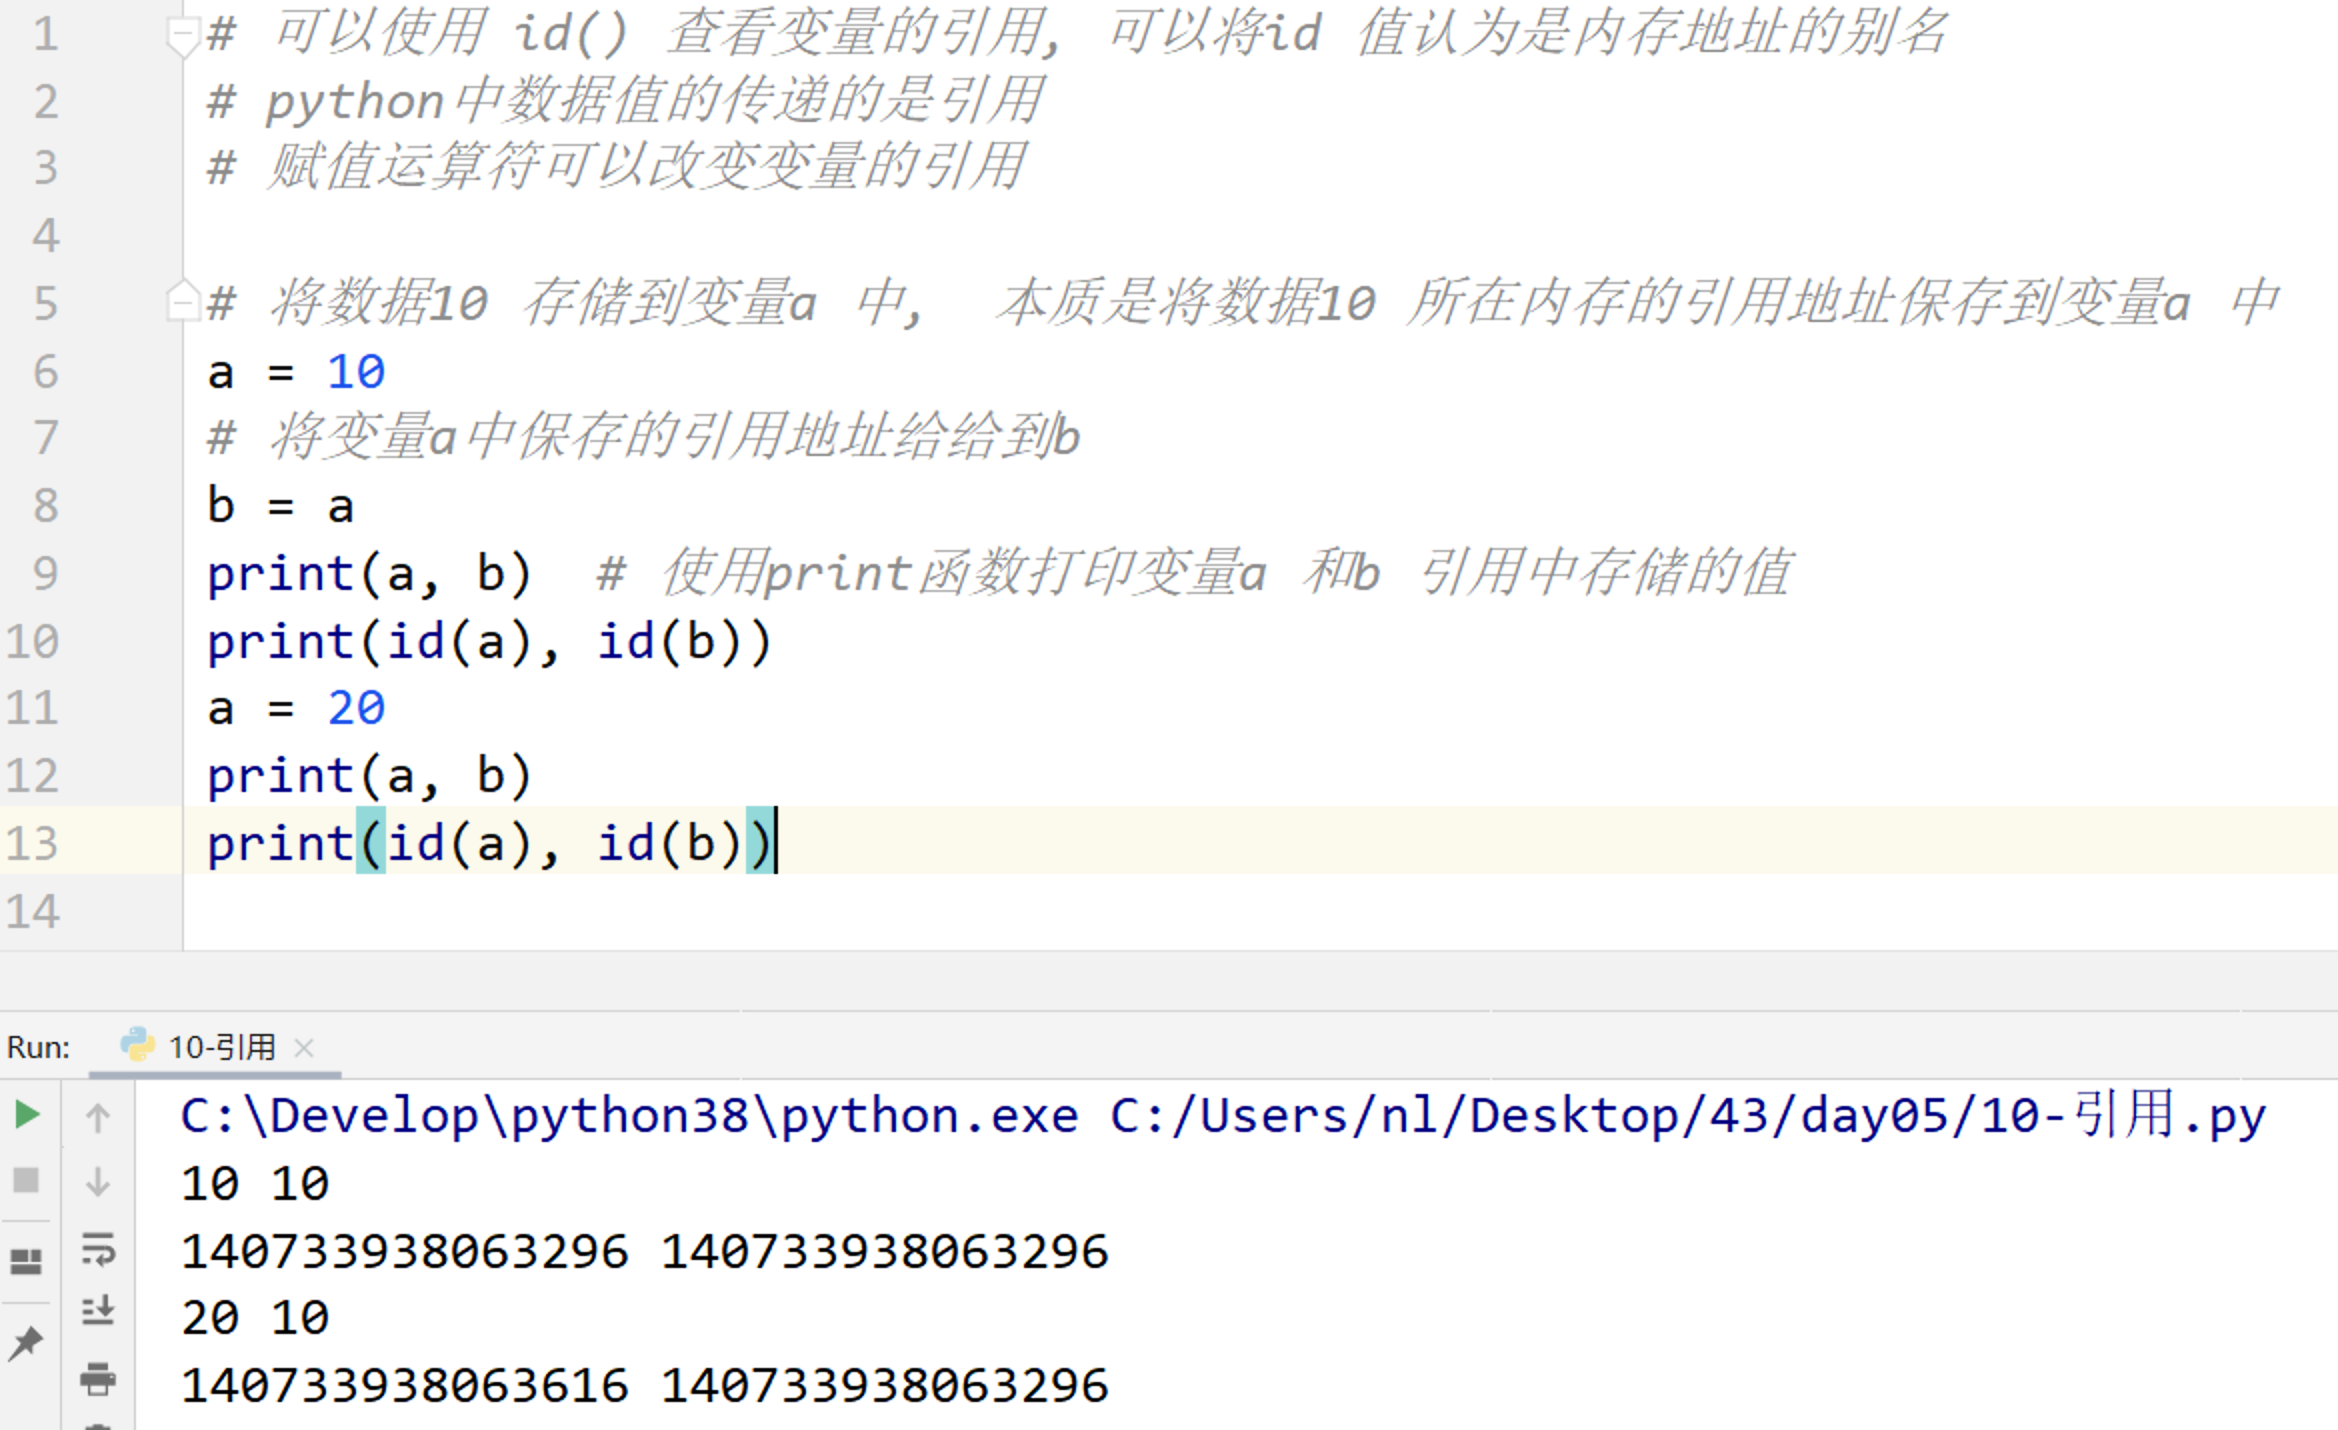 1 # 可以使用 id() 查看变量的引用, 可以将id 值认为是内存地址的别名
2 # python中数据值的传递的是引用
3 # 赋值运算符可以改变变量的引用
4
5 # 将数据10 存储到变量a 中, 本质是将数据10 所在内存的引用地址保存到变量a 中
6 a = 10
7 # 将变量a中保存的引用地址给给到b
8 b = a
9 print(a, b)  # 使用print函数打印变量a 和b 引用中存储的值
10 print(id(a), id(b))
11 a = 20
12 print(a, b)
13 print(id(a), id(b))
14
Run: 10-引用
C:\Develop\python38\python.exe C:/Users/nl/Desktop/43/day05/10-引用.py
10 10
140733938063296 140733938063296
20 10
140733938063616 140733938063296